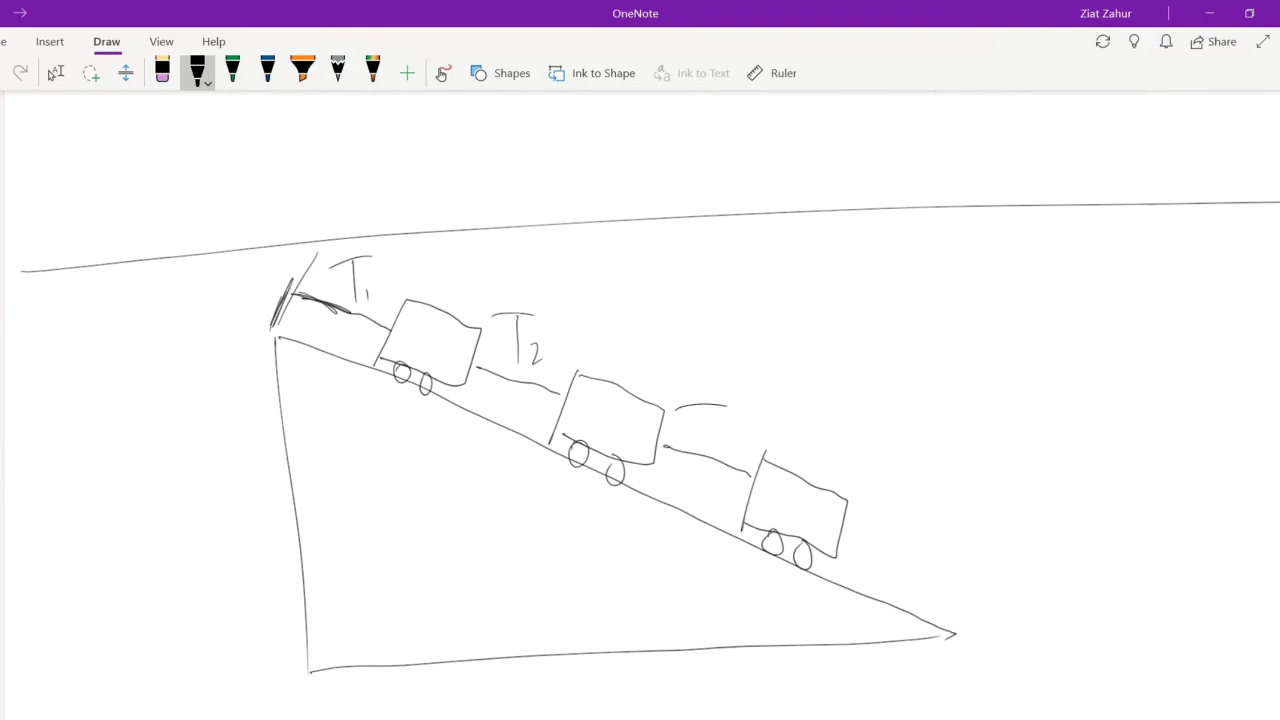 OneNote
Ziat Zahur
Insert Draw View Help
Share
Shapes Ink to Shape Ink to Text Ruler
T₁
T₂